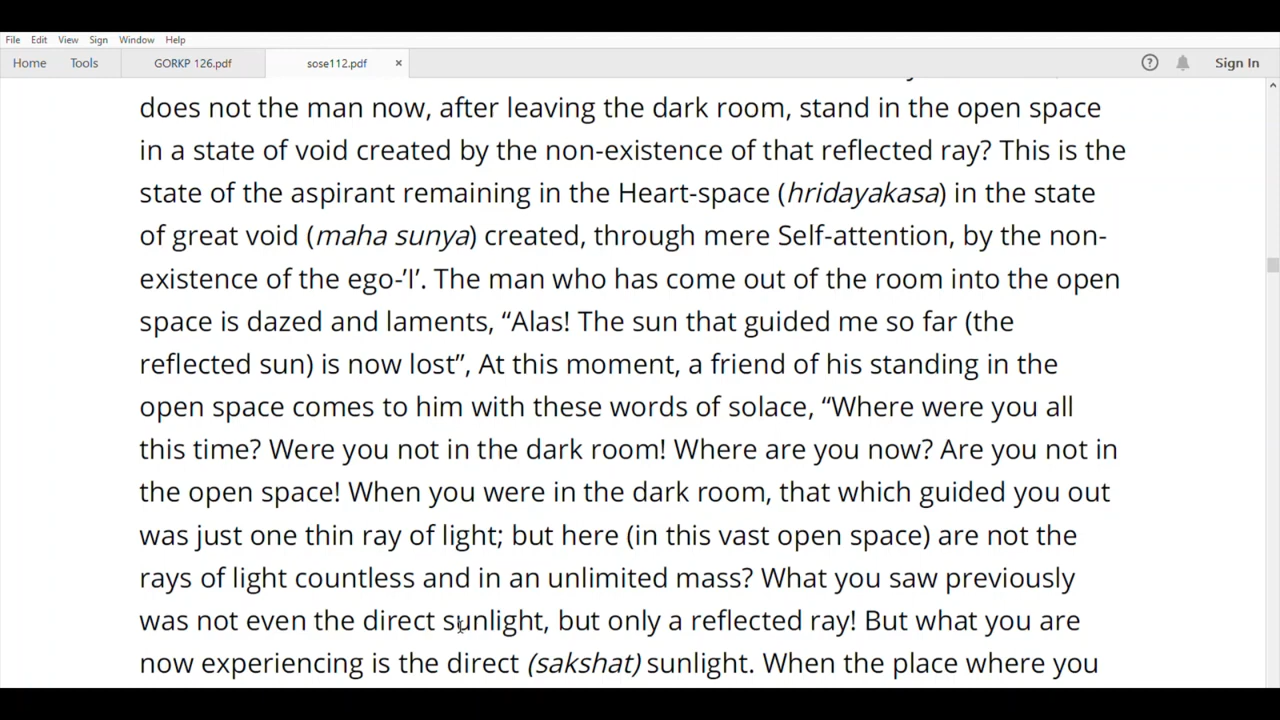 File Edit View Sign Window Help
Home Tools GORKP 126.pdf sose112.pdf × Sign In
does not the man now, after leaving the dark room, stand in the open space
in a state of void created by the non-existence of that reflected ray? This is the
state of the aspirant remaining in the Heart-space (hridayakasa) in the state
of great void (maha sunya) created, through mere Self-attention, by the non-
existence of the ego-’I’. The man who has come out of the room into the open
space is dazed and laments, “Alas! The sun that guided me so far (the
reflected sun) is now lost”, At this moment, a friend of his standing in the
open space comes to him with these words of solace, “Where were you all
this time? Were you not in the dark room! Where are you now? Are you not in
the open space! When you were in the dark room, that which guided you out
was just one thin ray of light; but here (in this vast open space) are not the
rays of light countless and in an unlimited mass? What you saw previously
was not even the direct sunlight, but only a reflected ray! But what you are
now experiencing is the direct (sakshat) sunlight. When the place where you